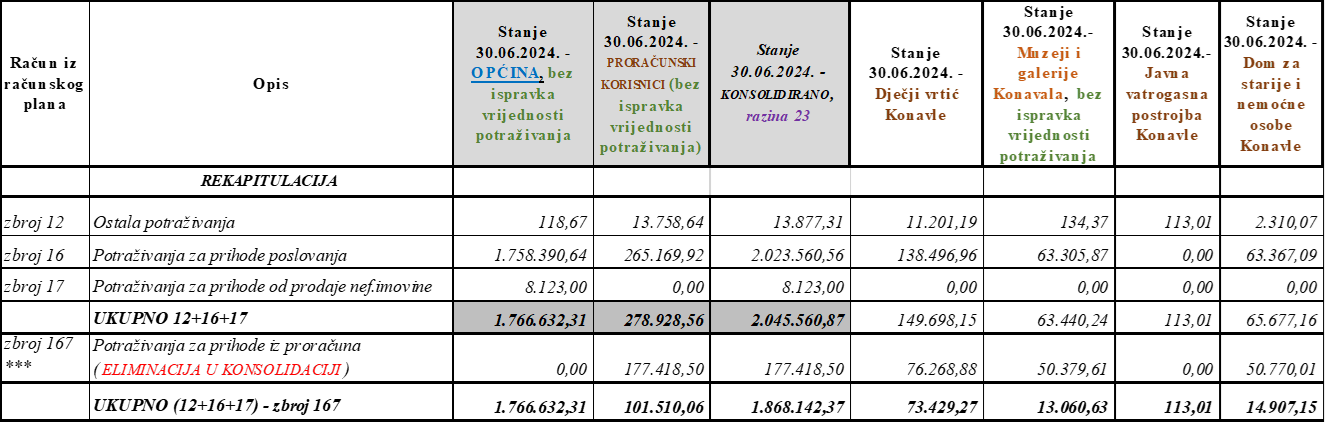 Račun iz računskog plana | Opis | Stanje 30.06.2024. - OPĆINA, bez ispravka vrijednosti potraživanja | Stanje 30.06.2024. - PRORAČUNSKI KORISNICI (bez ispravka vrijednosti potraživanja) | Stanje 30.06.2024. - KONSOLIDIRANO, razina 23 | Stanje 30.06.2024. - Dječji vrtić Konavle | Stanje 30.06.2024.- Muzeji i galerije Konavala, bez ispravka vrijednosti potraživanja | Stanje 30.06.2024.- Javna vatrogasna postrojba Konavle | Stanje 30.06.2024. - Dom za starije i nemoćne osobe Konavle
REKAPITULACIJA
zbroj 12 | Ostala potraživanja | 118,67 | 13.758,64 | 13.877,31 | 11.201,19 | 134,37 | 113,01 | 2.310,07
zbroj 16 | Potraživanja za prihode poslovanja | 1.758.390,64 | 265.169,92 | 2.023.560,56 | 138.496,96 | 63.305,87 | 0,00 | 63.367,09
zbroj 17 | Potraživanja za prihode od prodaje nef.imovine | 8.123,00 | 0,00 | 8.123,00 | 0,00 | 0,00 | 0,00 | 0,00
UKUPNO 12+16+17 | 1.766.632,31 | 278.928,56 | 2.045.560,87 | 149.698,15 | 63.440,24 | 113,01 | 65.677,16
zbroj 167 *** | Potraživanja za prihode iz proračuna ( ELIMINACIJA U KONSOLIDACIJI ) | 0,00 | 177.418,50 | 177.418,50 | 76.268,88 | 50.379,61 | 0,00 | 50.770,01
UKUPNO (12+16+17) - zbroj 167 | 1.766.632,31 | 101.510,06 | 1.868.142,37 | 73.429,27 | 13.060,63 | 113,01 | 14.907,15